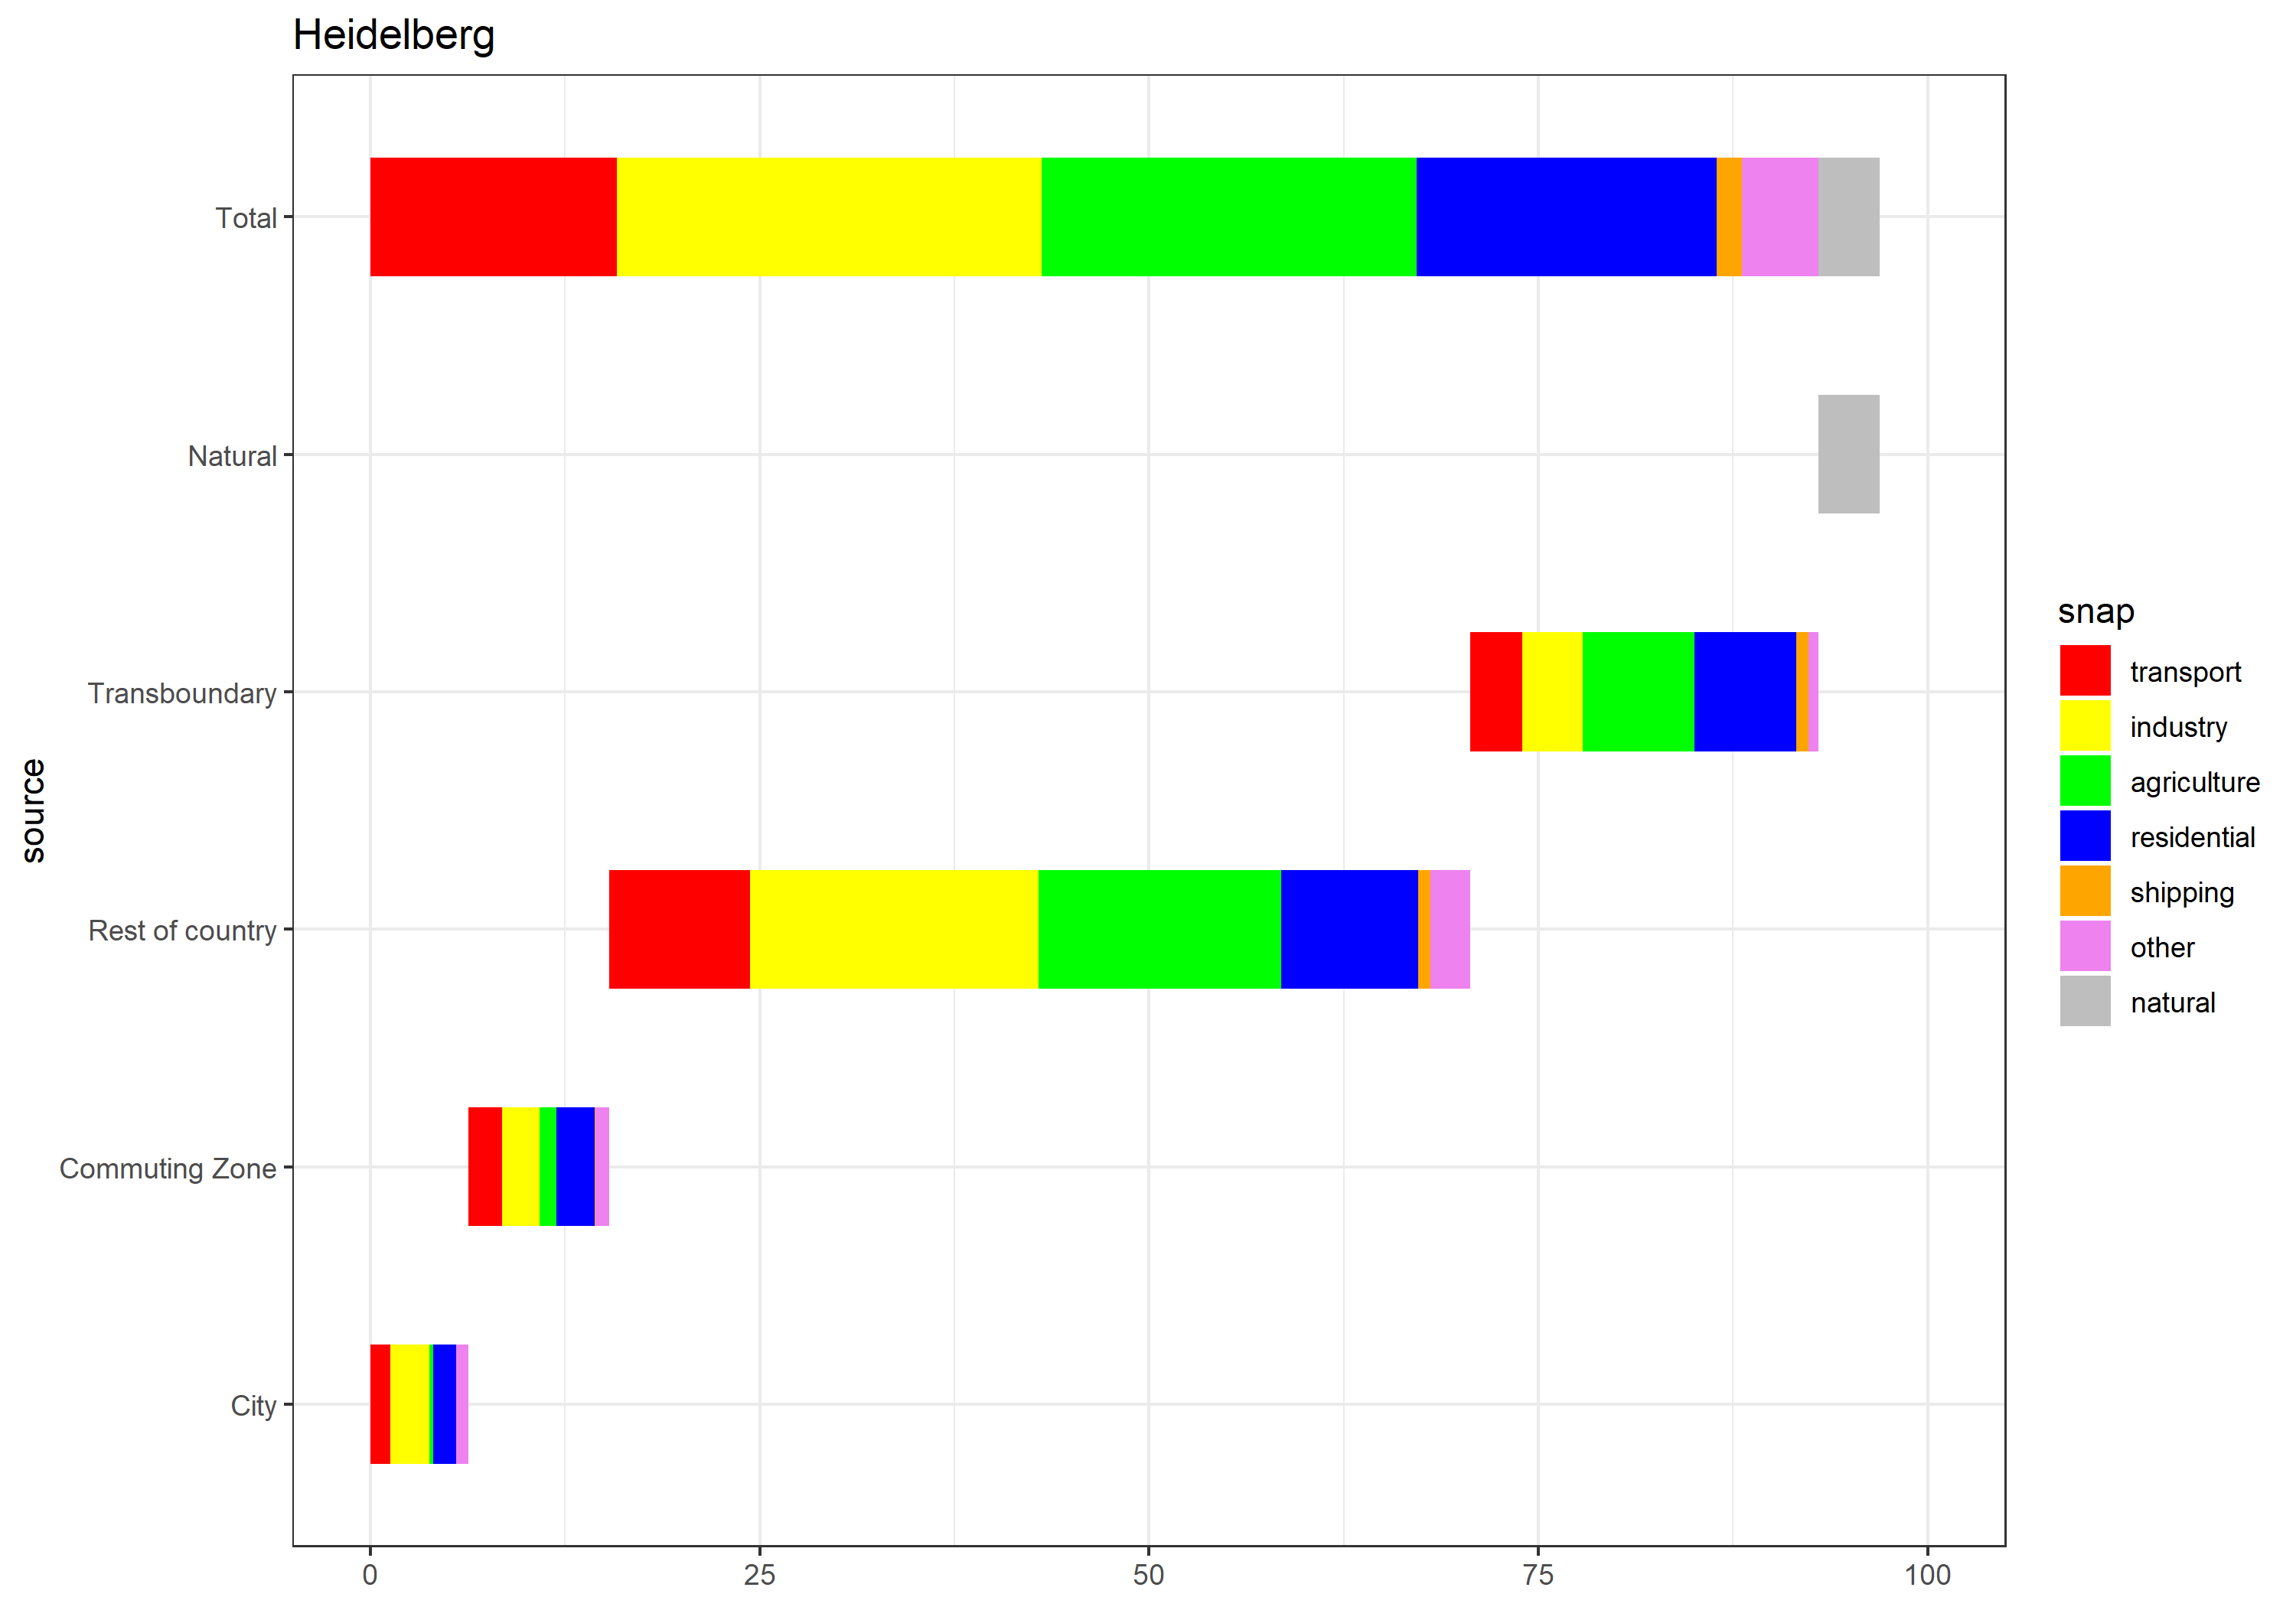 Heidelberg
Total
Natural
Transboundary
Rest of country
Commuting Zone
City
source
0 25 50 75 100
snap
transport
industry
agriculture
residential
shipping
other
natural